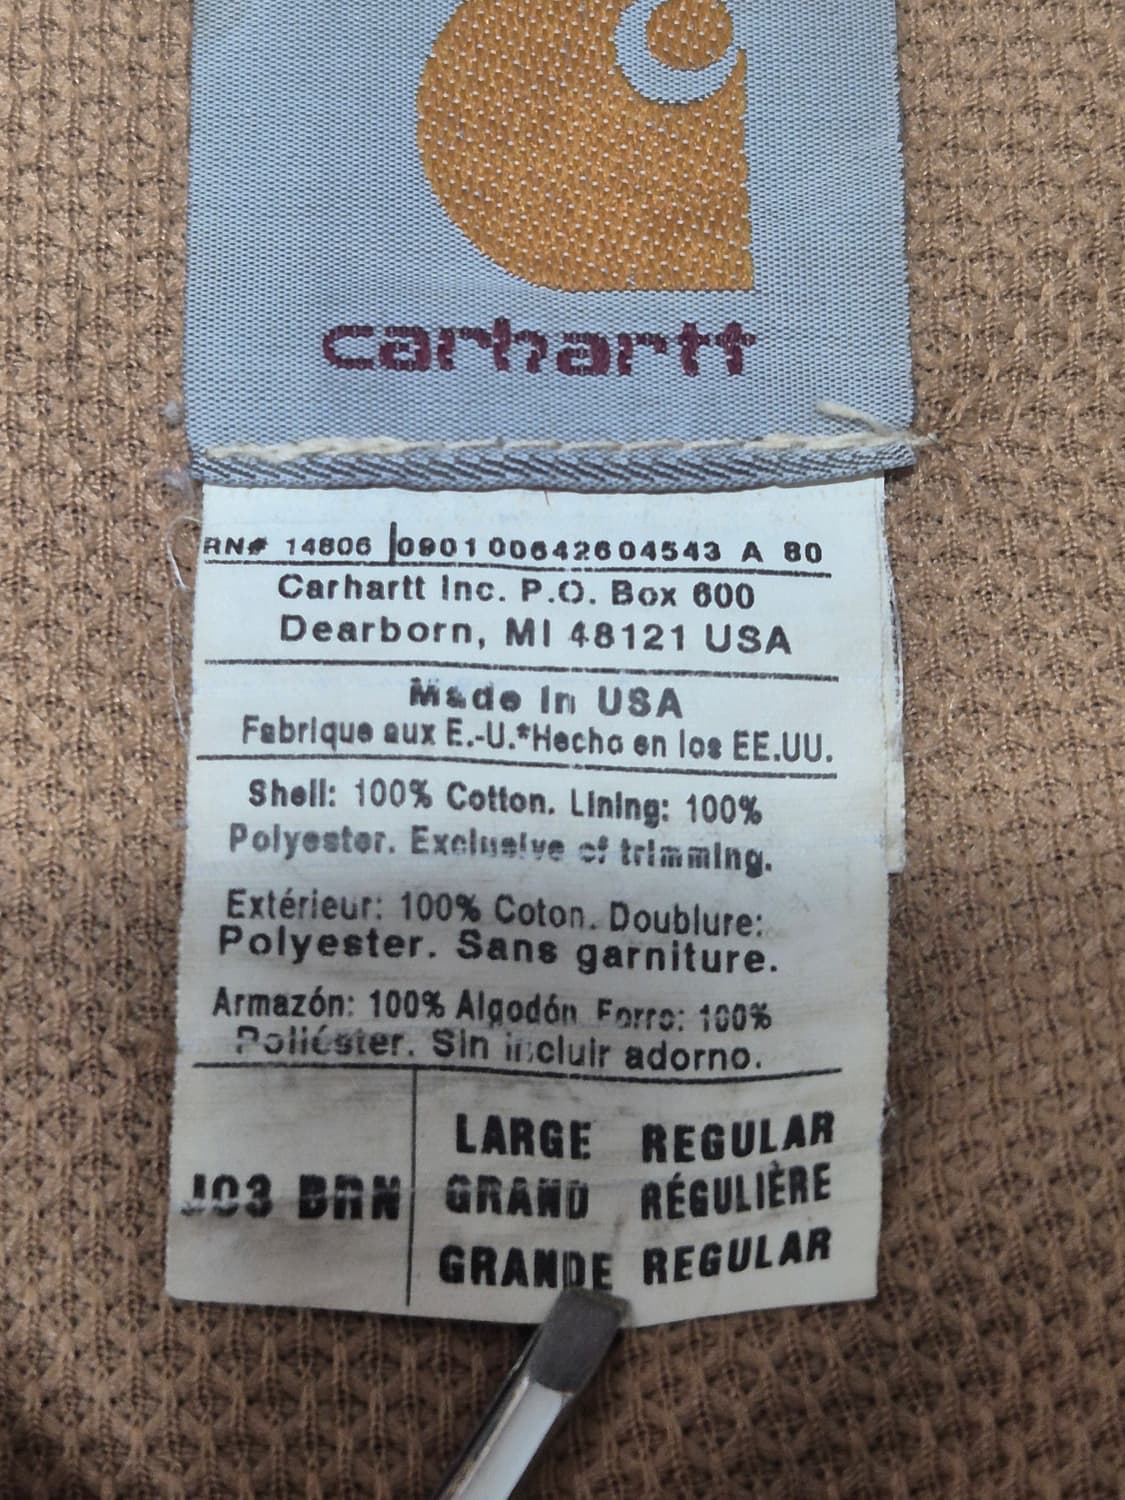 carhartt
RN# 14806 0901 00642604543 A 80
Carhartt Inc. P.O. Box 600
Dearborn, MI 48121 USA
Made In USA
Fabrique aux E.-U.*Hecho en los EE.UU.
Shell: 100% Cotton. Lining: 100%
Polyester. Exclusive of trimming.
Extérieur: 100% Coton. Doublure:
Polyester. Sans garniture.
Armazón: 100% Algodón Forro: 100%
Poliéster. Sin incluir adorno.
LARGE REGULAR
J03 BRN GRAND RÉGULIÈRE
GRANDE REGULAR